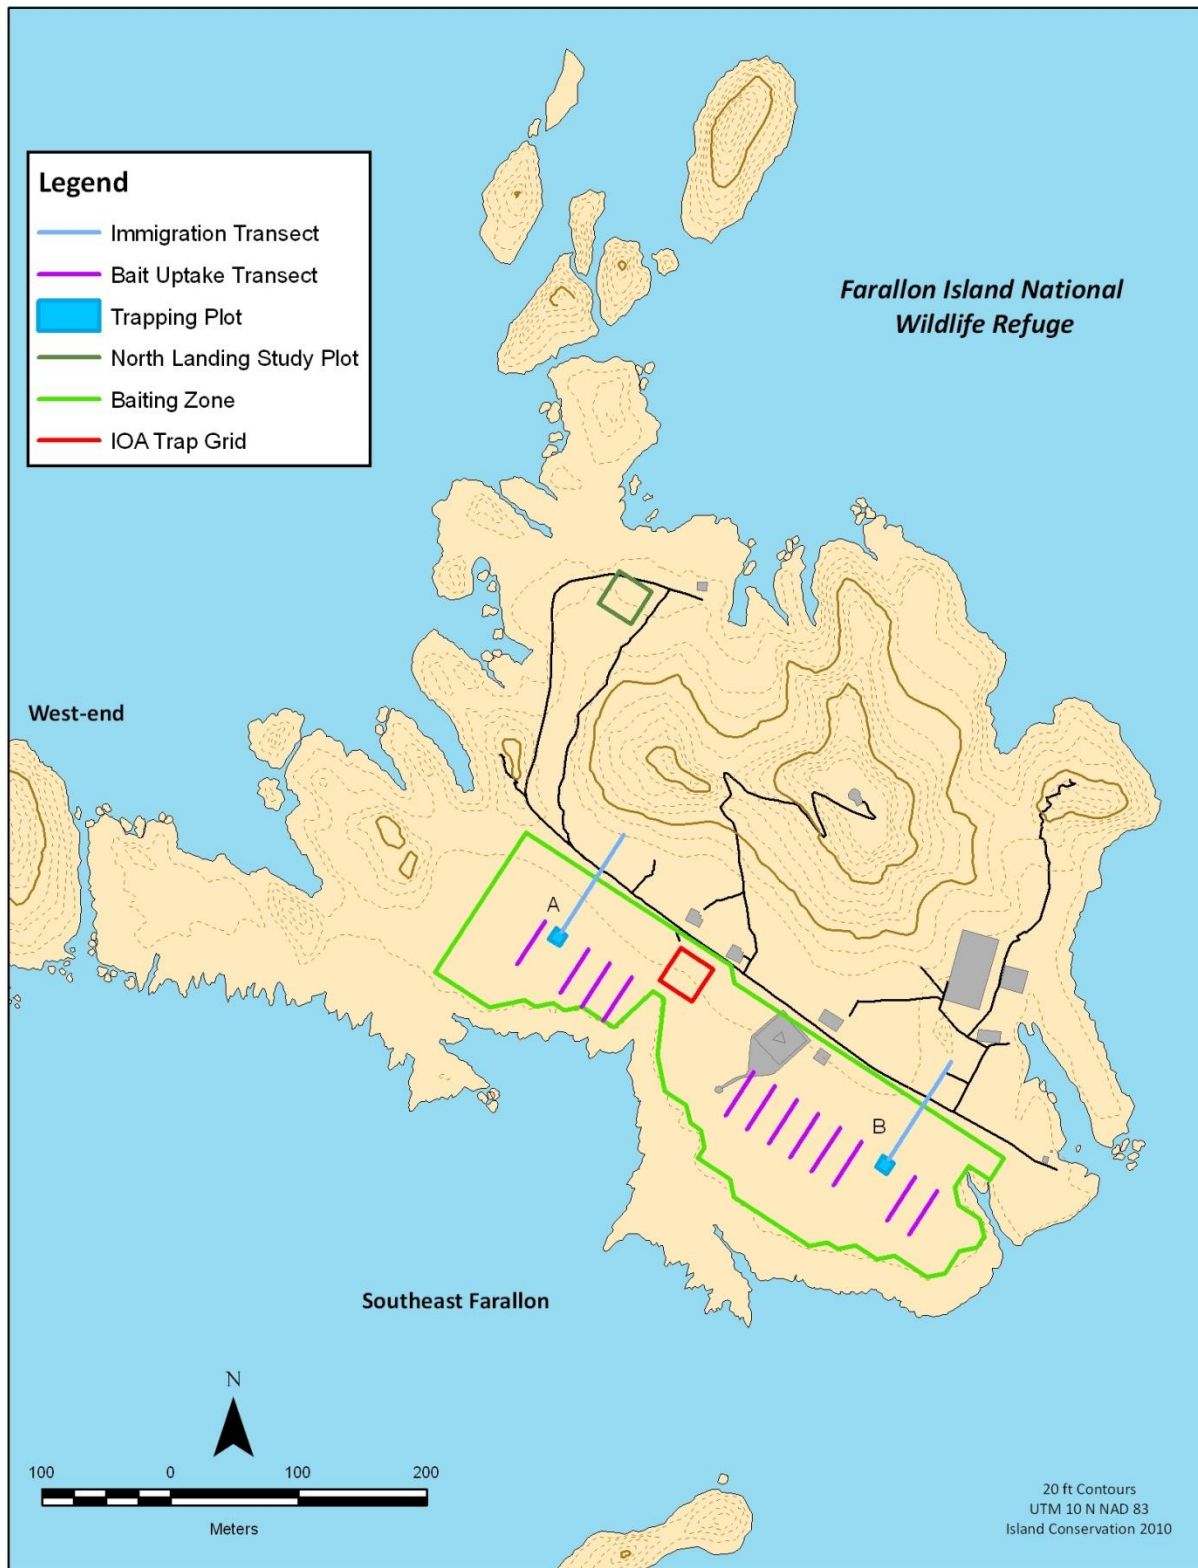 Legend
Immigration Transect
Bait Uptake Transect
Trapping Plot
North Landing Study Plot
Baiting Zone
IOA Trap Grid
Farallon Island National
Wildlife Refuge
West-end
A
B
Southeast Farallon
N
100 0 100 200
Meters
20 ft Contours
UTM 10 N NAD 83
Island Conservation 2010